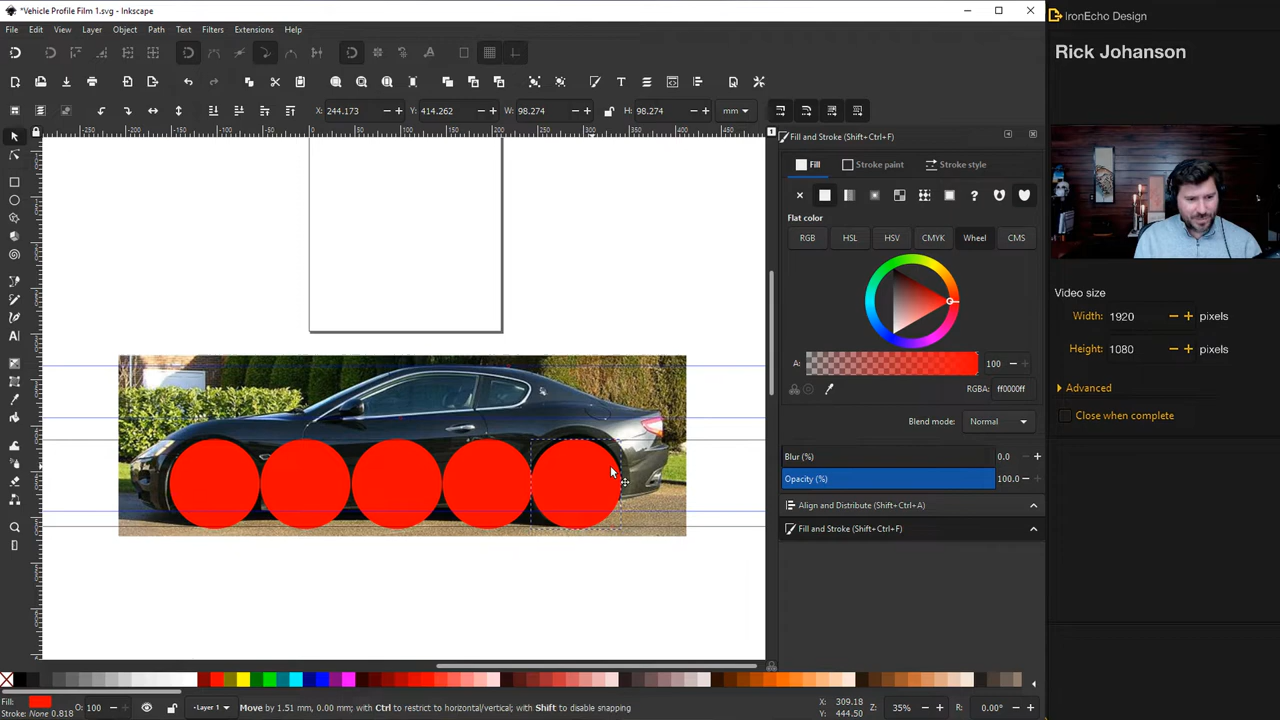 *Vehicle Profile Film 1.svg - Inkscape
IronEcho Design
File Edit View Layer Object Path Text Filters Extensions Help
Rick Johanson
X: 244.173 Y: 414.262 W: 98.274 H: 98.274 mm
Fill and Stroke (Shift+Ctrl+F)
Fill Stroke paint Stroke style
Flat color
RGB HSL HSV CMYK Wheel CMS
Video size
Width: 1920 pixels
Height: 1080 pixels
A: 100
RGBA: ff0000ff
Advanced
Close when complete
Blend mode: Normal
Blur (%) 0.0
Opacity (%) 100.0
Align and Distribute (Shift+Ctrl+A)
Fill and Stroke (Shift+Ctrl+F)
Fill:
Stroke: None 0.818
O: 100
Layer 1
Move by 1.51 mm, 0.00 mm; with Ctrl to restrict to horizontal/vertical; with Shift to disable snapping
X: 309.18
Y: 444.50
Z: 35%
R: 0.00°